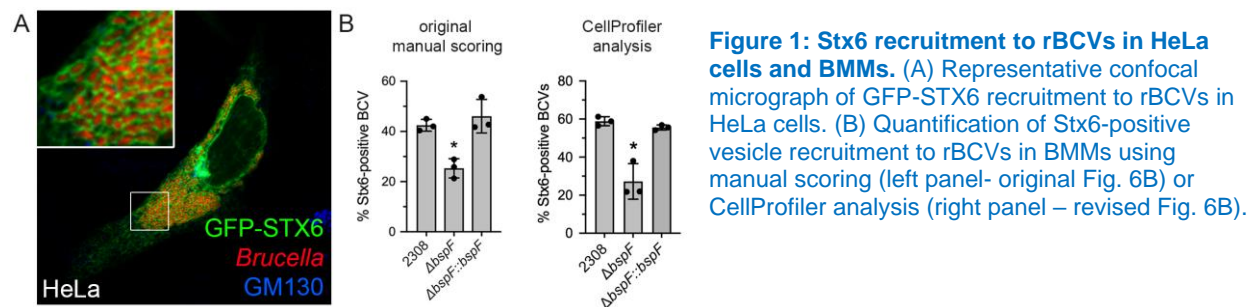 A
GFP-STX6
Brucella
HeLa
GM130
B
original
manual scoring
% Stx6-positive BCV
60
40
20
0
*
2308
ΔbspF
ΔbspF::bspF
CellProfiler
analysis
% Stx6-positive BCVs
80
60
40
20
0
*
2308
ΔbspF
ΔbspF::bspF
Figure 1: Stx6 recruitment to rBCVs in HeLa
cells and BMMs. (A) Representative confocal
micrograph of GFP-STX6 recruitment to rBCVs in
HeLa cells. (B) Quantification of Stx6-positive
vesicle recruitment to rBCVs in BMMs using
manual scoring (left panel- original Fig. 6B) or
CellProfiler analysis (right panel – revised Fig. 6B).